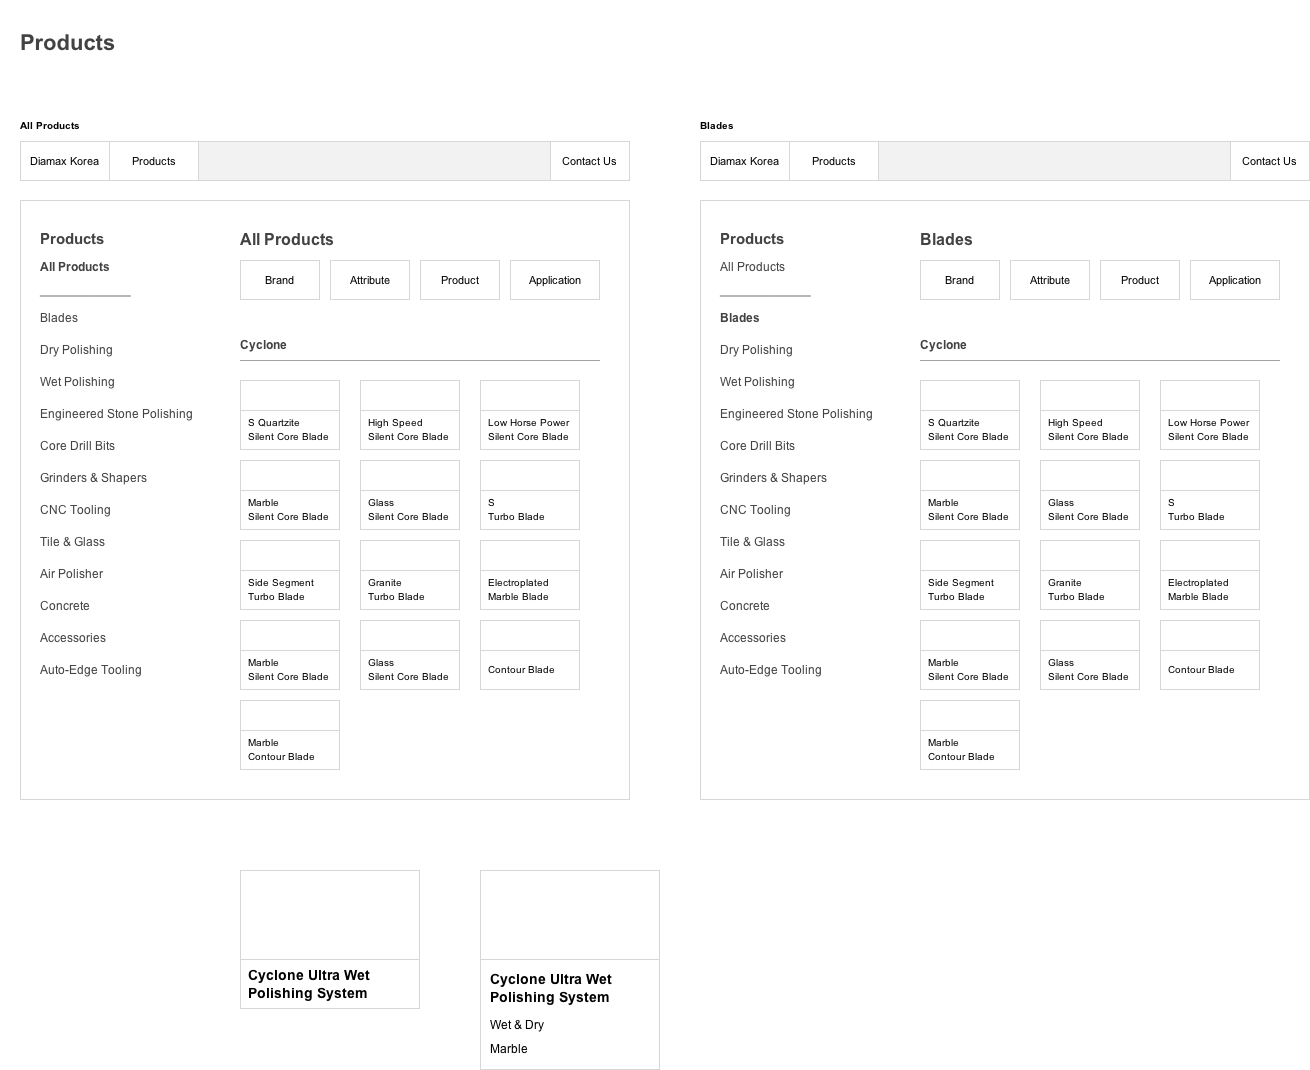 Products
All Products
Diamax Korea
Products
Contact Us
Products
All Products
Blades
Dry Polishing
Wet Polishing
Engineered Stone Polishing
Core Drill Bits
Grinders & Shapers
CNC Tooling
Tile & Glass
Air Polisher
Concrete
Accessories
Auto-Edge Tooling
All Products
Brand
Attribute
Product
Application
Cyclone
S Quartzite
Silent Core Blade
High Speed
Silent Core Blade
Low Horse Power
Silent Core Blade
Marble
Silent Core Blade
Glass
Silent Core Blade
S
Turbo Blade
Side Segment
Turbo Blade
Granite
Turbo Blade
Electroplated
Marble Blade
Marble
Silent Core Blade
Glass
Silent Core Blade
Contour Blade
Marble
Contour Blade
Blades
Diamax Korea
Products
Contact Us
Products
All Products
Blades
Dry Polishing
Wet Polishing
Engineered Stone Polishing
Core Drill Bits
Grinders & Shapers
CNC Tooling
Tile & Glass
Air Polisher
Concrete
Accessories
Auto-Edge Tooling
Blades
Brand
Attribute
Product
Application
Cyclone
S Quartzite
Silent Core Blade
High Speed
Silent Core Blade
Low Horse Power
Silent Core Blade
Marble
Silent Core Blade
Glass
Silent Core Blade
S
Turbo Blade
Side Segment
Turbo Blade
Granite
Turbo Blade
Electroplated
Marble Blade
Marble
Silent Core Blade
Glass
Silent Core Blade
Contour Blade
Marble
Contour Blade
Cyclone Ultra Wet
Polishing System
Cyclone Ultra Wet
Polishing System
Wet & Dry
Marble